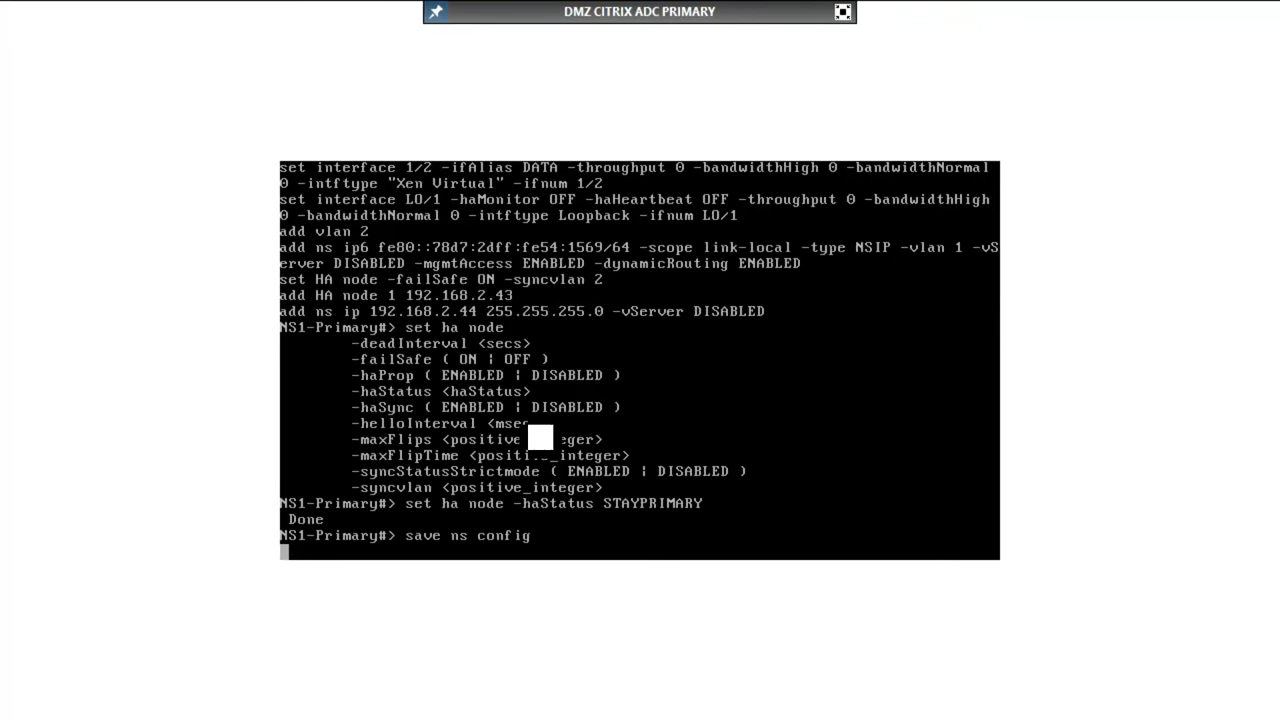 DMZ CITRIX ADC PRIMARY
set interface 1/2 -ifAlias DATA -throughput 0 -bandwidthHigh 0 -bandwidthNormal
0 -intftype "Xen Virtual" -ifnum 1/2
set interface LO/1 -haMonitor OFF -haHeartbeat OFF -throughput 0 -bandwidthHigh
0 -bandwidthNormal 0 -intftype Loopback -ifnum LO/1
add vlan 2
add ns ip6 fe80::78d7:2dff:fe54:1569/64 -scope link-local -type NSIP -vlan 1 -vS
erver DISABLED -mgmtAccess ENABLED -dynamicRouting ENABLED
set HA node -failSafe ON -syncvlan 2
add HA node 1 192.168.2.43
add ns ip 192.168.2.44 255.255.255.0 -vServer DISABLED
NS1-Primary#> set ha node
-deadInterval <secs>
-failSafe ( ON | OFF )
-haProp ( ENABLED | DISABLED )
-haStatus <haStatus>
-haSync ( ENABLED | DISABLED )
-helloInterval
-maxFlips <positive
-maxFlipTime <positive_integer>
-syncStatusStrictmode ( ENABLED | DISABLED )
-syncvlan <positive_integer>
NS1-Primary#> set ha node -haStatus STAYPRIMARY
Done
NS1-Primary#> save ns config